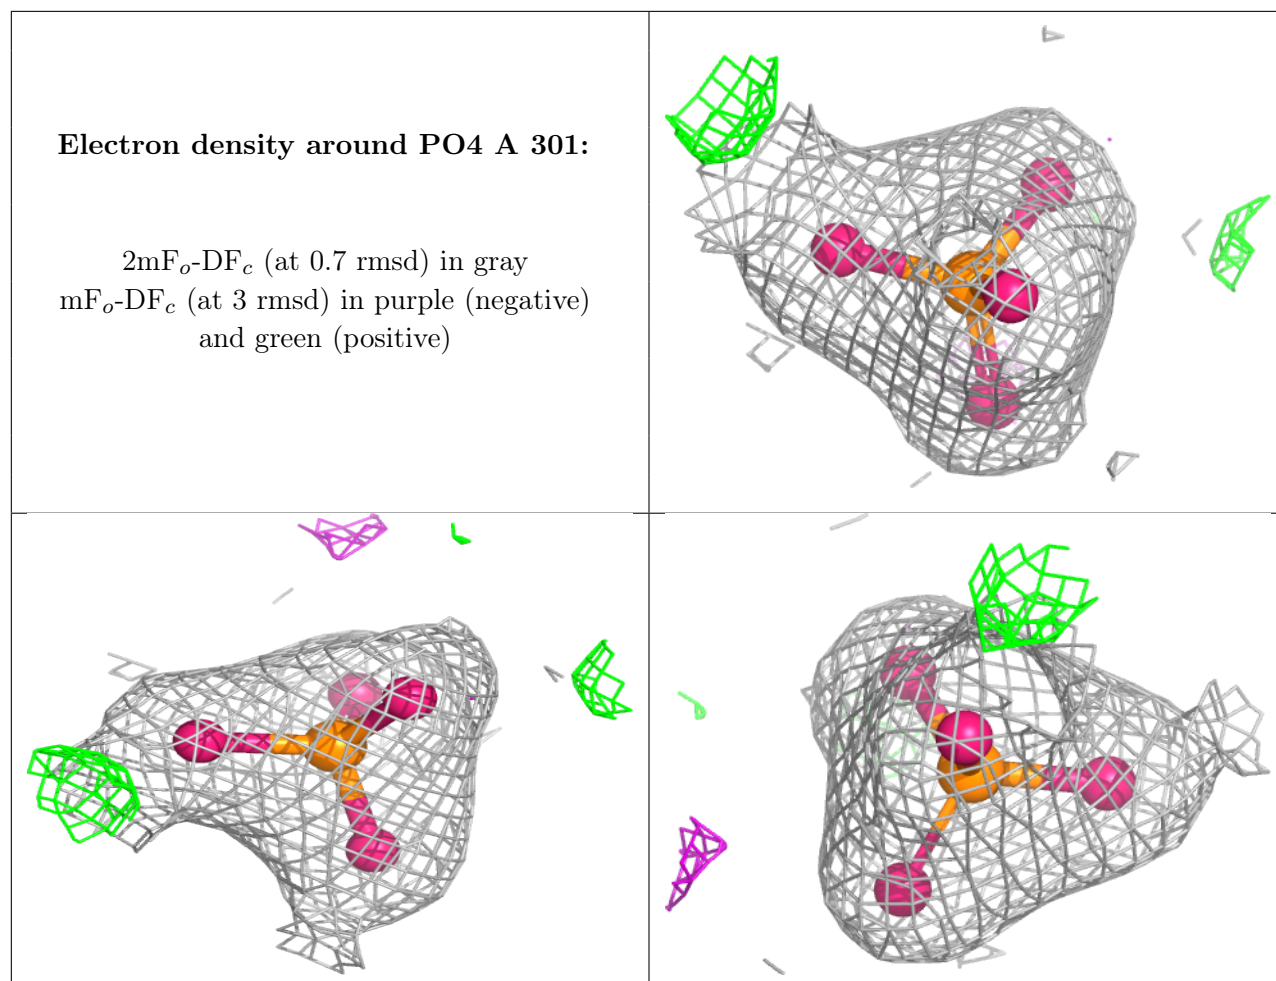 Electron density around PO4 A 301:
2mFo-DFc (at 0.7 rmsd) in gray
mFo-DFc (at 3 rmsd) in purple (negative)
and green (positive)